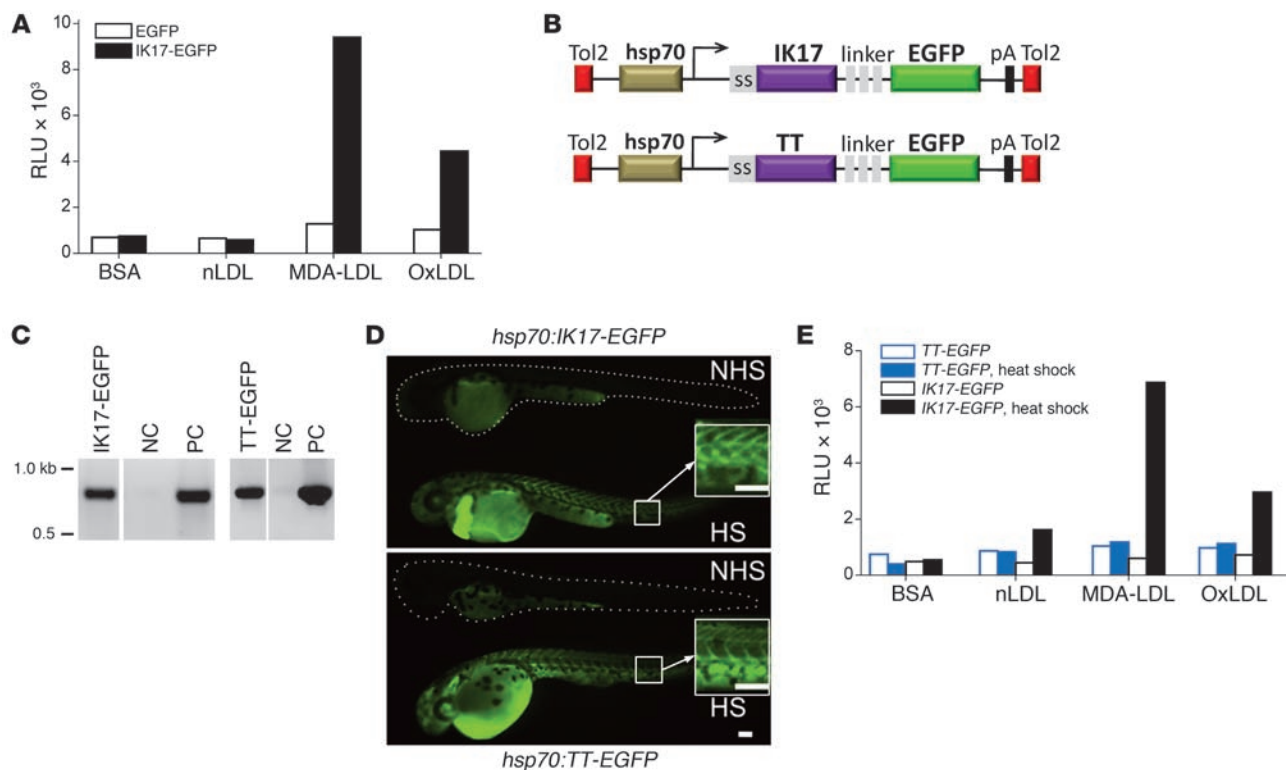 A
EGFP
IK17-EGFP
RLU × 10³
10
8
6
4
2
0
BSA
nLDL
MDA-LDL
OxLDL
B
Tol2
hsp70
ss
IK17
linker
EGFP
pA
Tol2
Tol2
hsp70
ss
TT
linker
EGFP
pA
Tol2
C
IK17-EGFP
NC
PC
TT-EGFP
NC
PC
1.0 kb
0.5
D
hsp70:IK17-EGFP
NHS
HS
NHS
HS
hsp70:TT-EGFP
E
TT-EGFP
TT-EGFP, heat shock
IK17-EGFP
IK17-EGFP, heat shock
RLU × 10³
8
6
4
2
0
BSA
nLDL
MDA-LDL
OxLDL